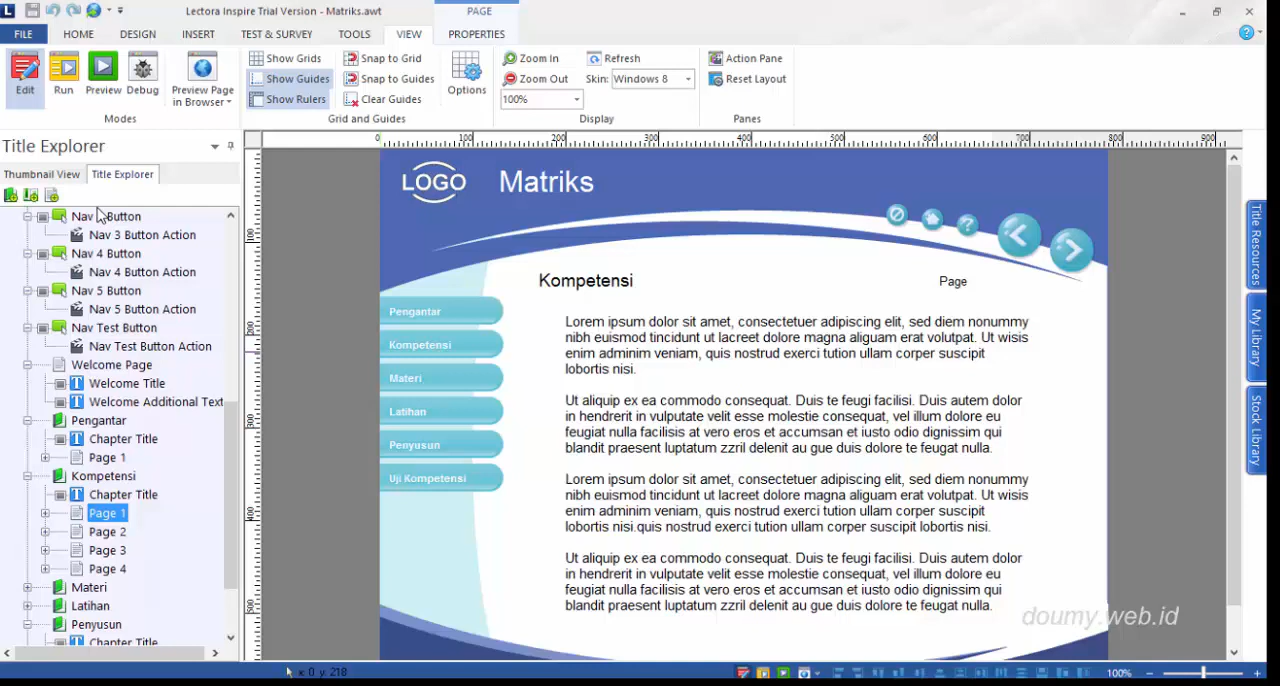 Lectora Inspire Trial Version - Matriks.awt
PAGE
FILE
HOME
DESIGN
INSERT
TEST & SURVEY
TOOLS
VIEW
PROPERTIES
Edit
Run
Preview
Debug
Preview Page
in Browser
Modes
Show Grids
Show Guides
Show Rulers
Snap to Grid
Snap to Guides
Clear Guides
Grid and Guides
Options
Zoom In
Zoom Out
100%
Refresh
Skin: Windows 8
Display
Action Pane
Reset Layout
Panes
Title Explorer
Thumbnail View
Title Explorer
Nav Button
Nav 3 Button Action
Nav 4 Button
Nav 4 Button Action
Nav 5 Button
Nav 5 Button Action
Nav Test Button
Nav Test Button Action
Welcome Page
Welcome Title
Welcome Additional Text
Pengantar
Chapter Title
Page 1
Kompetensi
Chapter Title
Page 1
Page 2
Page 3
Page 4
Materi
Latihan
Penyusun
Chapter Title
0 100 200 300 400 500 600 700 800 900
100
200
300
400
500
LOGO
Matriks
Kompetensi
Page
Pengantar
Kompetensi
Materi
Latihan
Penyusun
Uji Kompetensi
Lorem ipsum dolor sit amet, consectetuer adipiscing elit, sed diem nonummy
nibh euismod tincidunt ut lacreet dolore magna aliguam erat volutpat. Ut wisis
enim adminim veniam, quis nostrud exerci tution ullam corper suscipit
lobortis nisi.
Ut aliquip ex ea commodo consequat. Duis te feugi facilisi. Duis autem dolor
in hendrerit in vulputate velit esse molestie consequat, vel illum dolore eu
feugiat nulla facilisis at vero eros et accumsan et iusto odio dignissim qui
blandit praesent luptatum zzril delenit au gue duis dolore te feugat nulla.
Lorem ipsum dolor sit amet, consectetuer adipiscing elit, sed diem nonummy
nibh euismod tincidunt ut lacreet dolore magna aliguam erat volutpat. Ut wisis
enim adminim veniam, quis nostrud exerci tution ullam corper suscipit
lobortis nisi.quis nostrud exerci tution ullam corper suscipit lobortis nisi.
Ut aliquip ex ea commodo consequat. Duis te feugi facilisi. Duis autem dolor
in hendrerit in vulputate velit esse molestie consequat, vel illum dolore eu
feugiat nulla facilisis at vero eros et accumsan et iusto odio dignissim qui
blandit praesent luptatum zzril delenit au gue duis dolore te feugat nulla.
doumy.web.id
Title Resources
My Library
Stock Library
x: 0 y: 218
100%